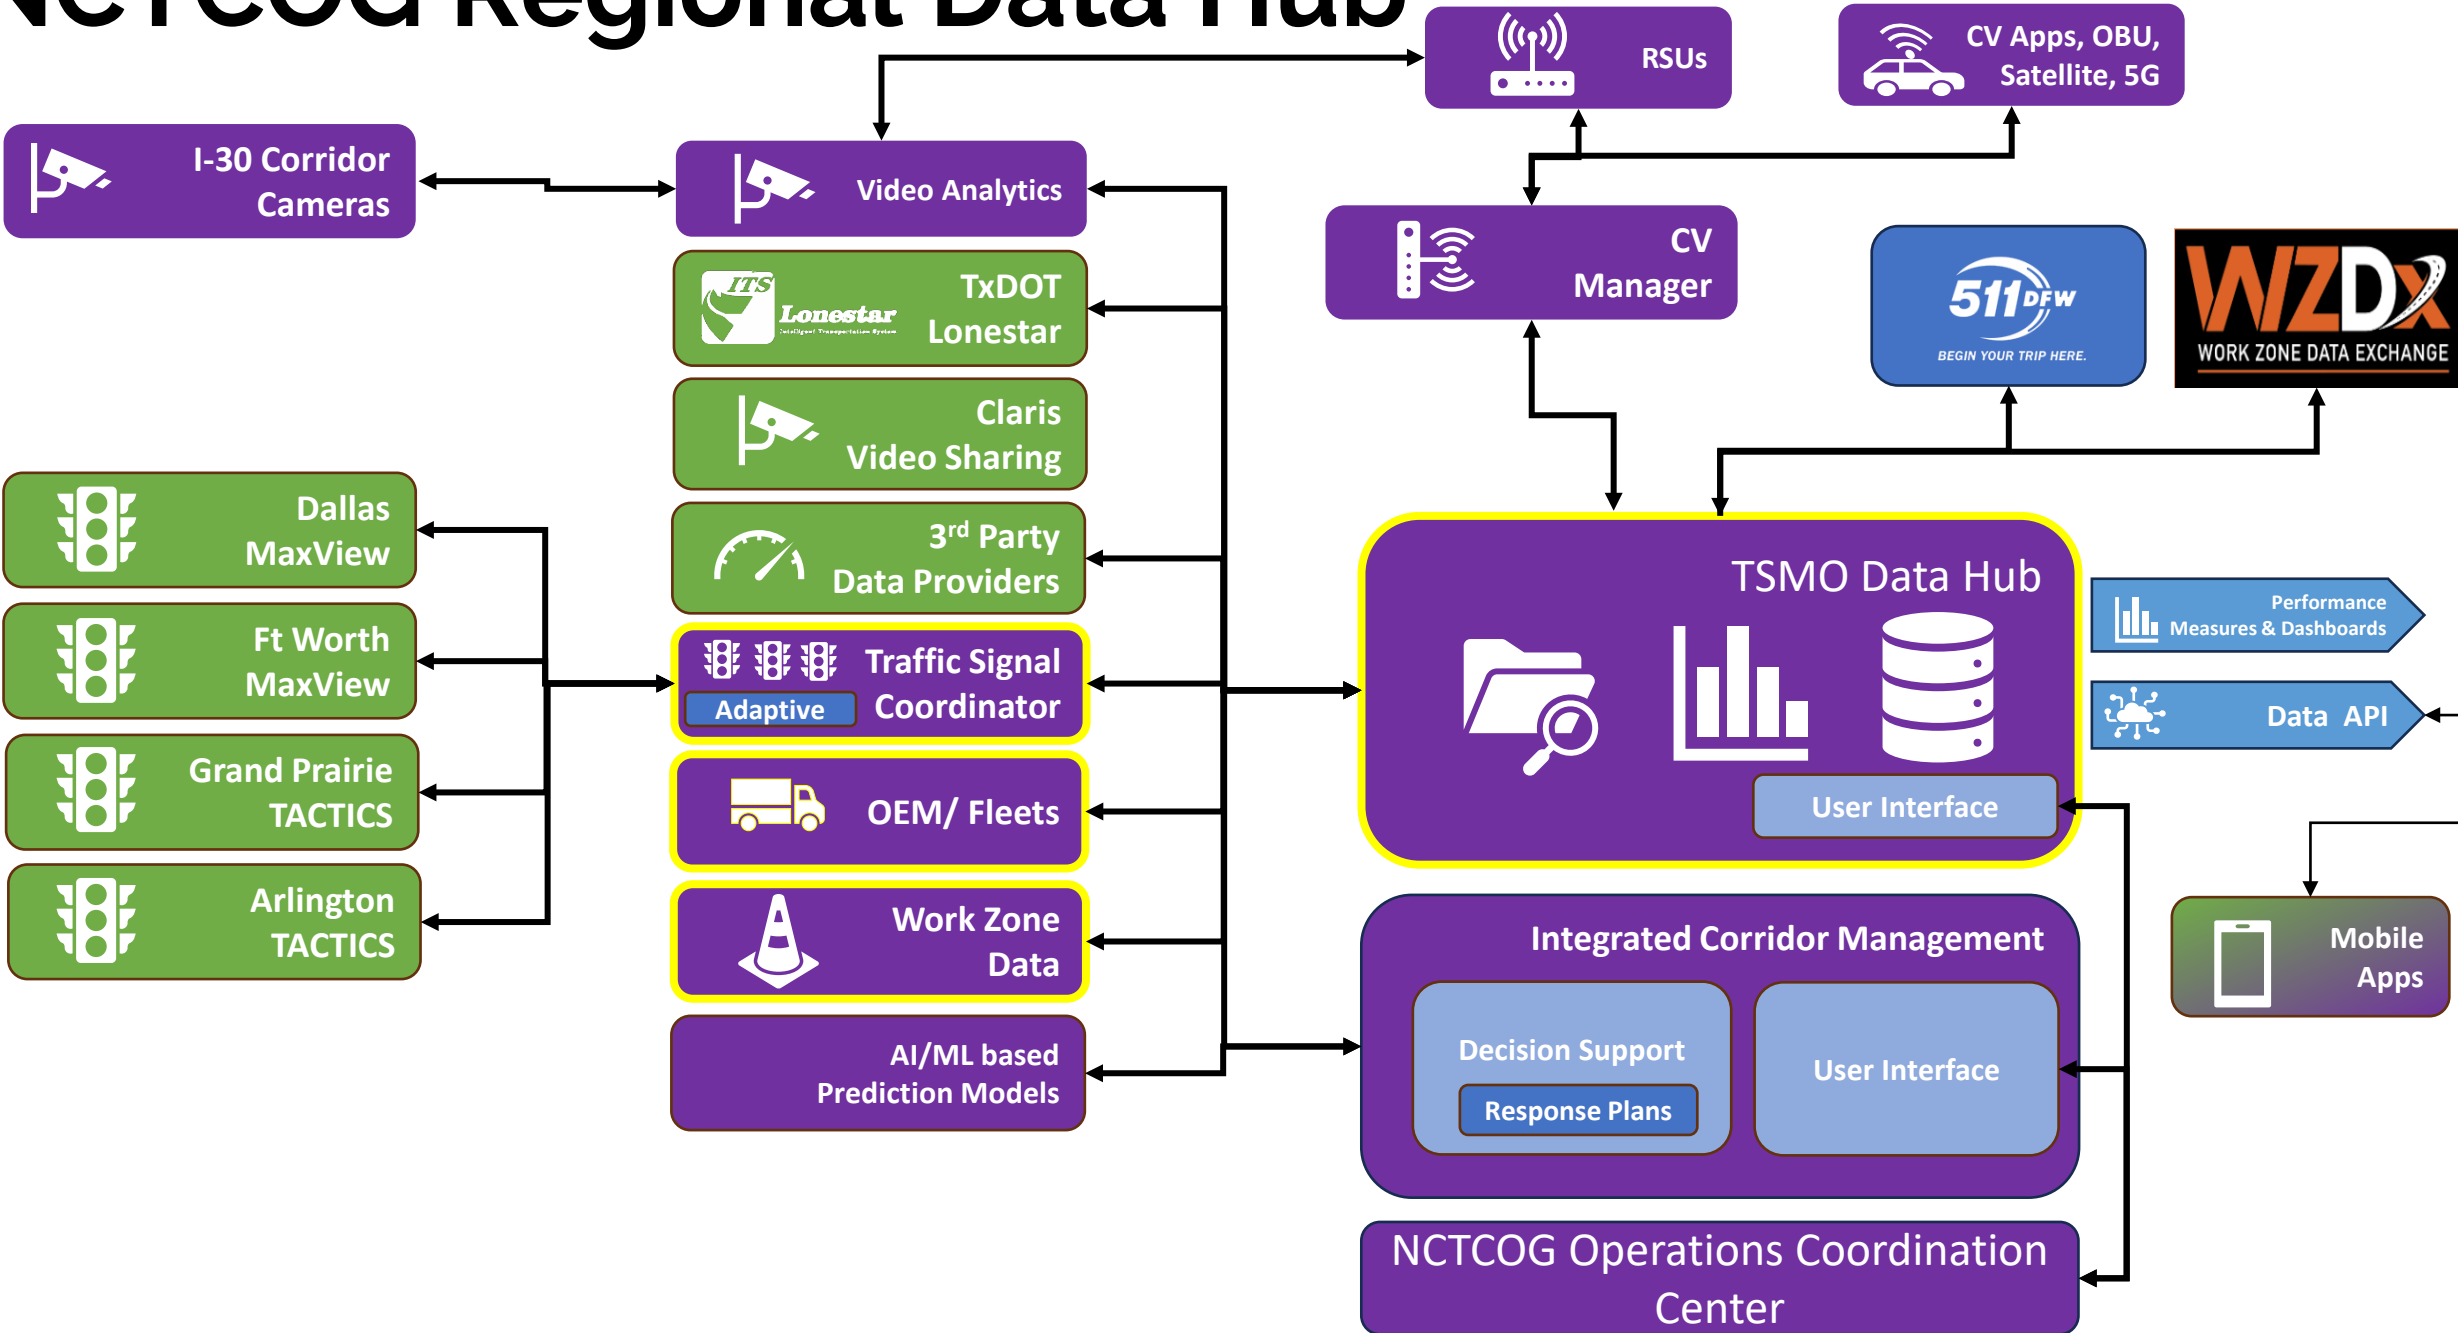 NCTCOG Regional Data Hub
RSUs
CV Apps, OBU,
Satellite, 5G
I-30 Corridor
Cameras
Video Analytics
CV
Manager
ITS
Lonestar
Intelligent Transportation System
TxDOT
Lonestar
511 DFW
BEGIN YOUR TRIP HERE.
WZDx
WORK ZONE DATA EXCHANGE
Claris
Video Sharing
Dallas
MaxView
3rd Party
Data Providers
TSMO Data Hub
Performance
Measures & Dashboards
Ft Worth
MaxView
Traffic Signal
Coordinator
Adaptive
Data API
Grand Prairie
TACTICS
OEM/ Fleets
User Interface
Arlington
TACTICS
Work Zone
Data
Integrated Corridor Management
Mobile
Apps
AI/ML based
Prediction Models
Decision Support
Response Plans
User Interface
NCTCOG Operations Coordination
Center